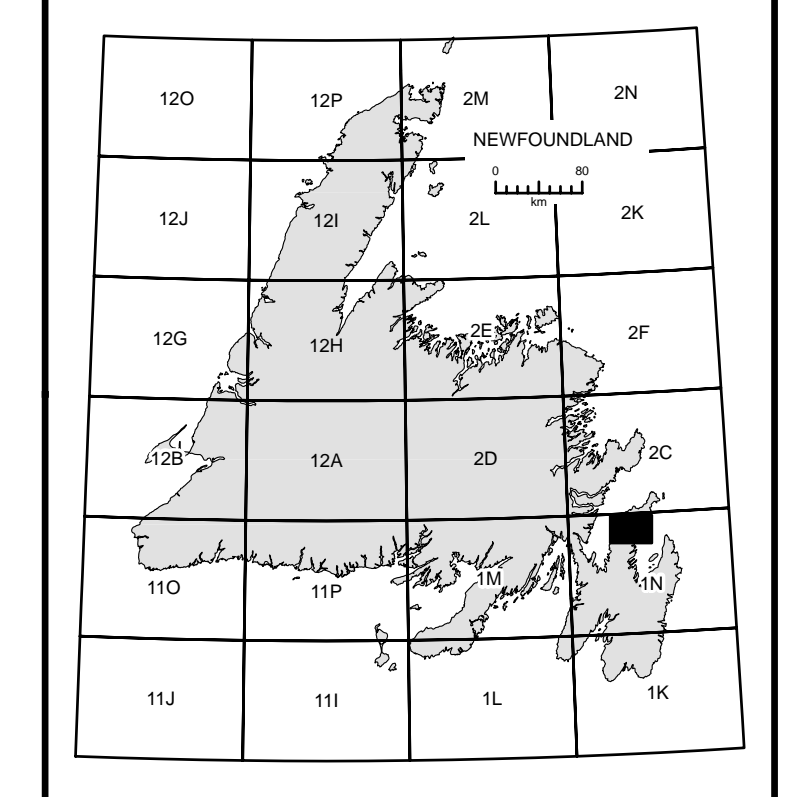 12O 12P 2M 2N
NEWFOUNDLAND
0 80
km
12J 12I 2L 2K
12G 12H 2E 2F
12B 12A 2D 2C
11O 11P 1M 1N
11J 11I 1L 1K